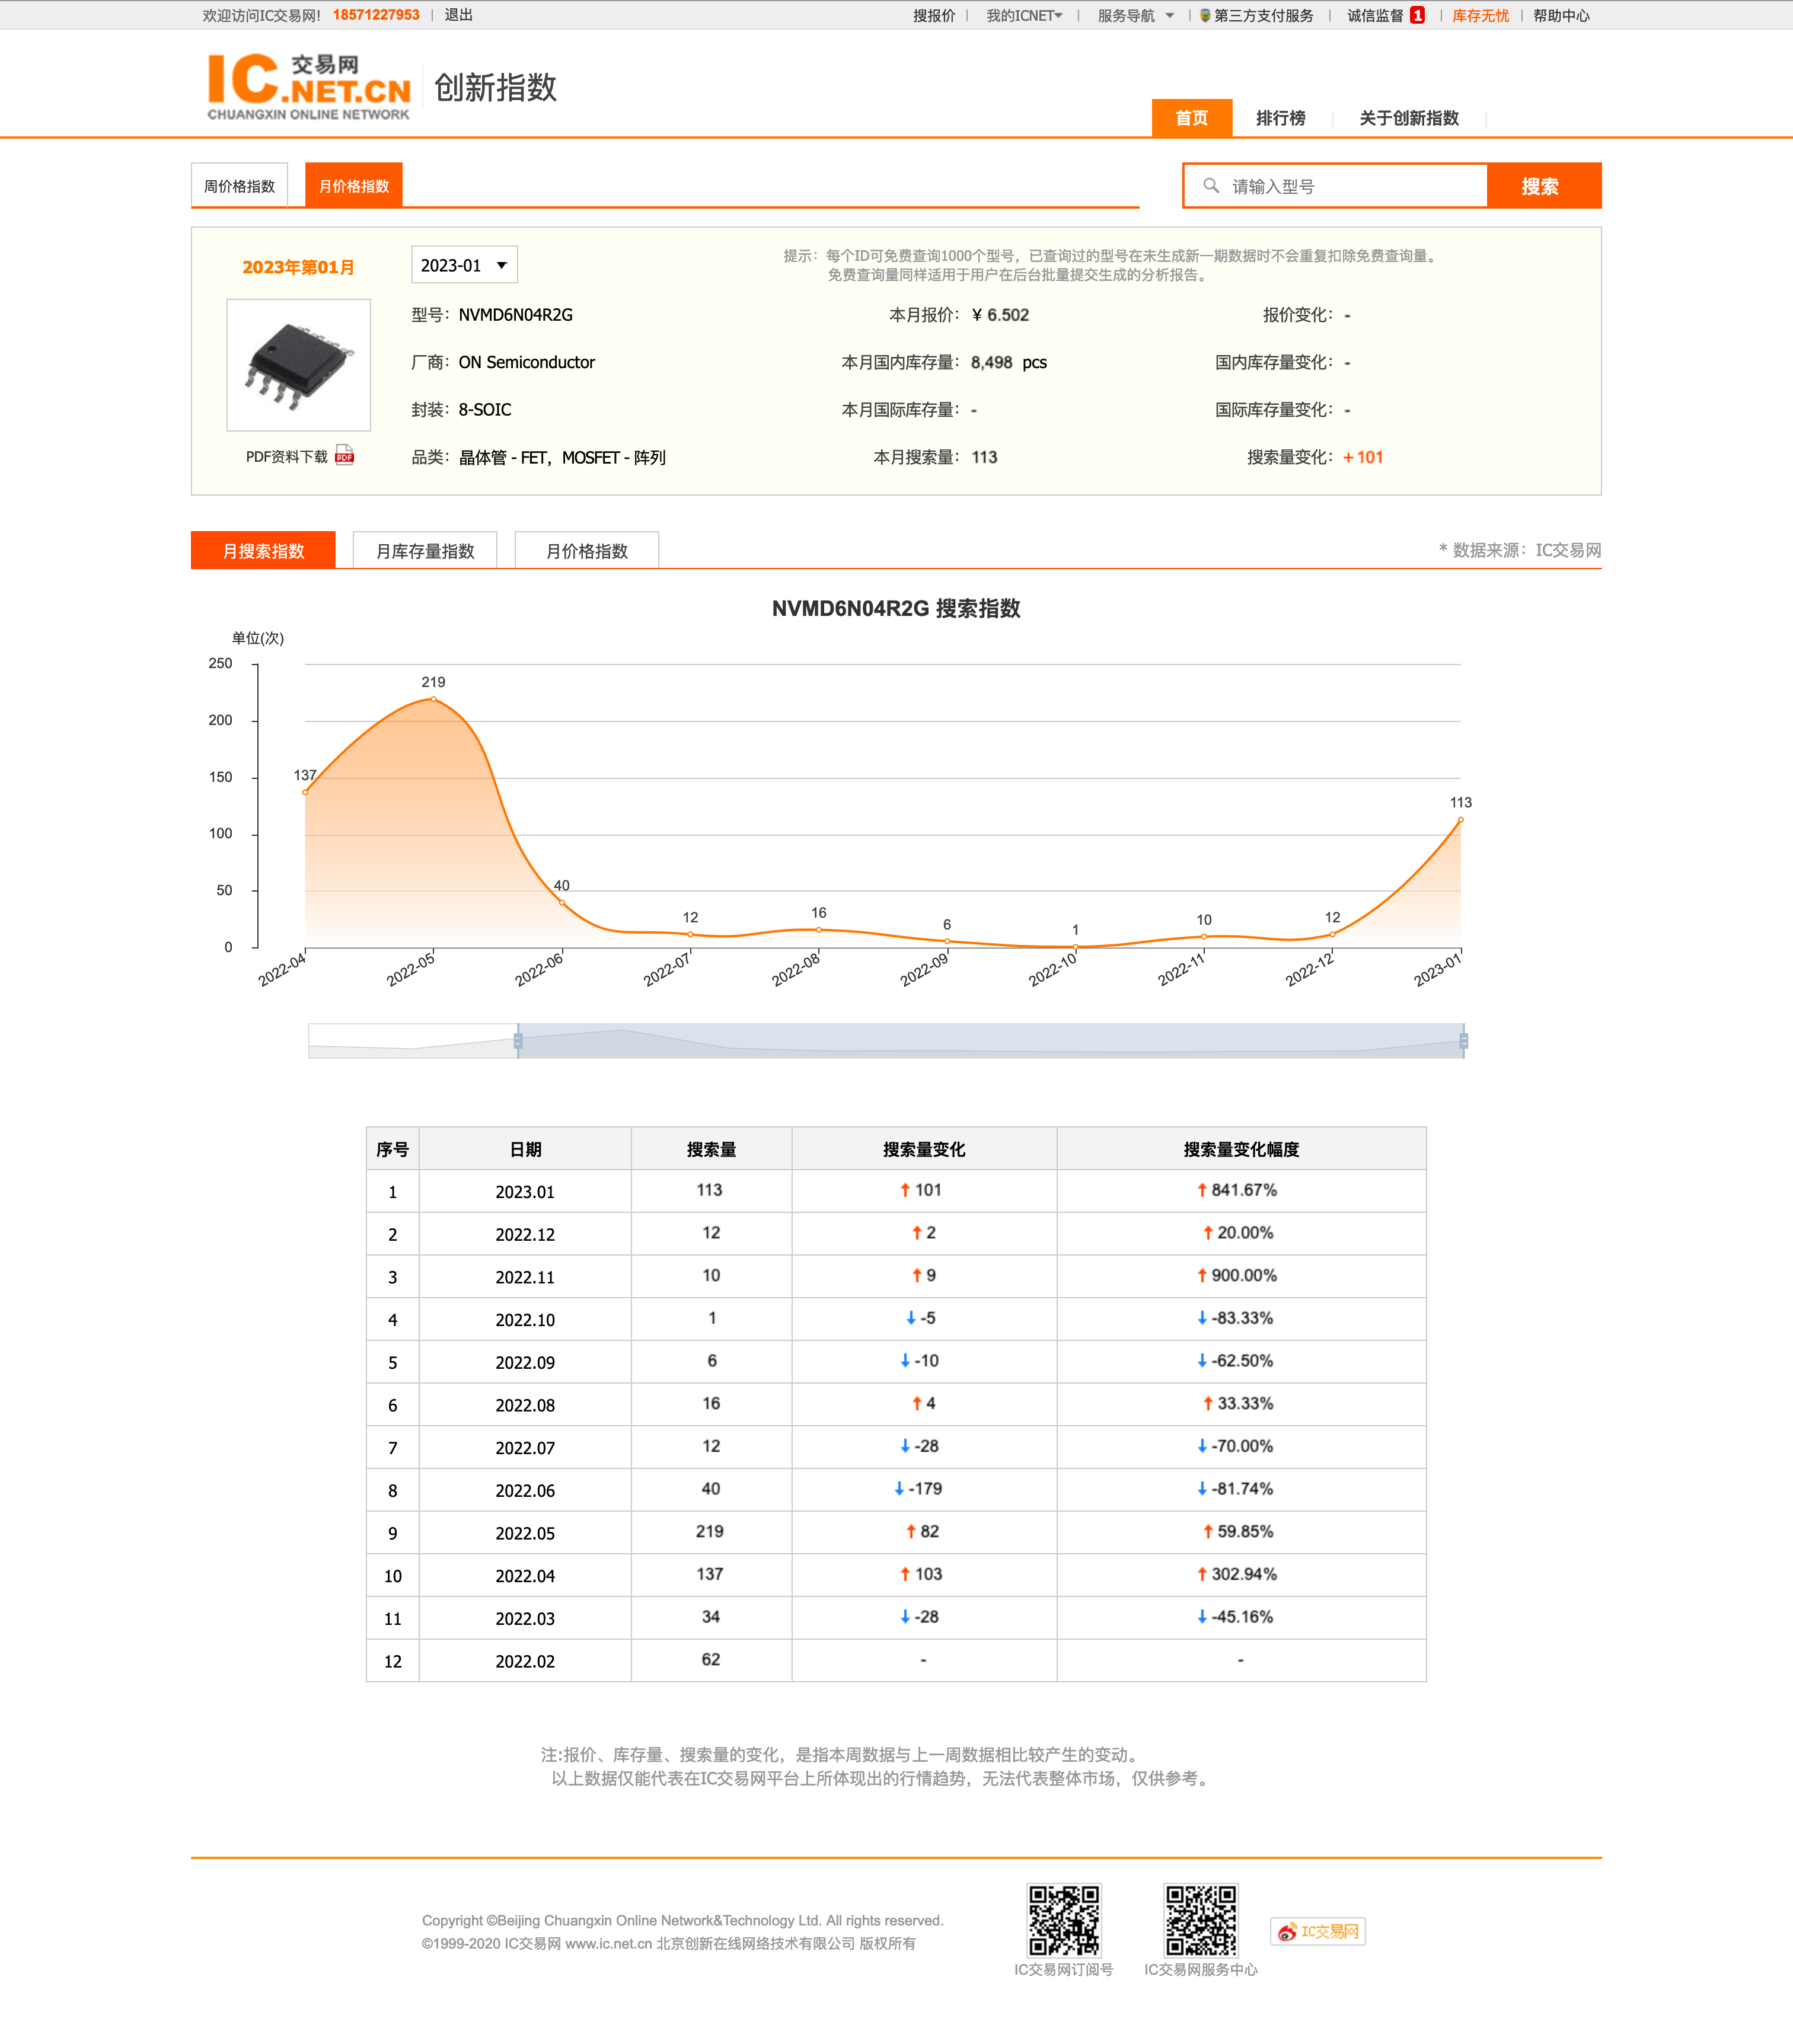 欢迎访问IC交易网! 18571227953 | 退出 搜报价 | 我的ICNET | 服务导航 | 第三方支付服务 | 诚信监督 1 | 库存无忧 | 帮助中心
IC交易网 .NET.CN
CHUANGXIN ONLINE NETWORK
创新指数
首页 排行榜 关于创新指数
周价格指数 月价格指数 请输入型号 搜索
2023年第01月 2023-01
提示：每个ID可免费查询1000个型号，已查询过的型号在未生成新一期数据时不会重复扣除免费查询量。
免费查询量同样适用于用户在后台批量提交生成的分析报告。
型号：NVMD6N04R2G 本月报价：¥ 6.502 报价变化：-
厂商：ON Semiconductor 本月国内库存量：8,498 pcs 国内库存量变化：-
封装：8-SOIC 本月国际库存量：- 国际库存量变化：-
PDF资料下载 PDF 品类：晶体管 - FET，MOSFET - 阵列 本月搜索量：113 搜索量变化：+101
月搜索指数 月库存量指数 月价格指数 * 数据来源：IC交易网
NVMD6N04R2G 搜索指数
单位(次)
250
219
200
137 150
113
100
50 40
12 16 6 1 10 12
0
2022-04 2022-05 2022-06 2022-07 2022-08 2022-09 2022-10 2022-11 2022-12 2023-01
序号 日期 搜索量 搜索量变化 搜索量变化幅度
1 2023.01 113 ↑ 101 ↑ 841.67%
2 2022.12 12 ↑ 2 ↑ 20.00%
3 2022.11 10 ↑ 9 ↑ 900.00%
4 2022.10 1 ↓ -5 ↓ -83.33%
5 2022.09 6 ↓ -10 ↓ -62.50%
6 2022.08 16 ↑ 4 ↑ 33.33%
7 2022.07 12 ↓ -28 ↓ -70.00%
8 2022.06 40 ↓ -179 ↓ -81.74%
9 2022.05 219 ↑ 82 ↑ 59.85%
10 2022.04 137 ↑ 103 ↑ 302.94%
11 2022.03 34 ↓ -28 ↓ -45.16%
12 2022.02 62 - -
注:报价、库存量、搜索量的变化，是指本周数据与上一周数据相比较产生的变动。
以上数据仅能代表在IC交易网平台上所体现出的行情趋势，无法代表整体市场，仅供参考。
Copyright ©Beijing Chuangxin Online Network&Technology Ltd. All rights reserved.
©1999-2020 IC交易网 www.ic.net.cn 北京创新在线网络技术有限公司 版权所有
IC交易网
IC交易网订阅号 IC交易网服务中心